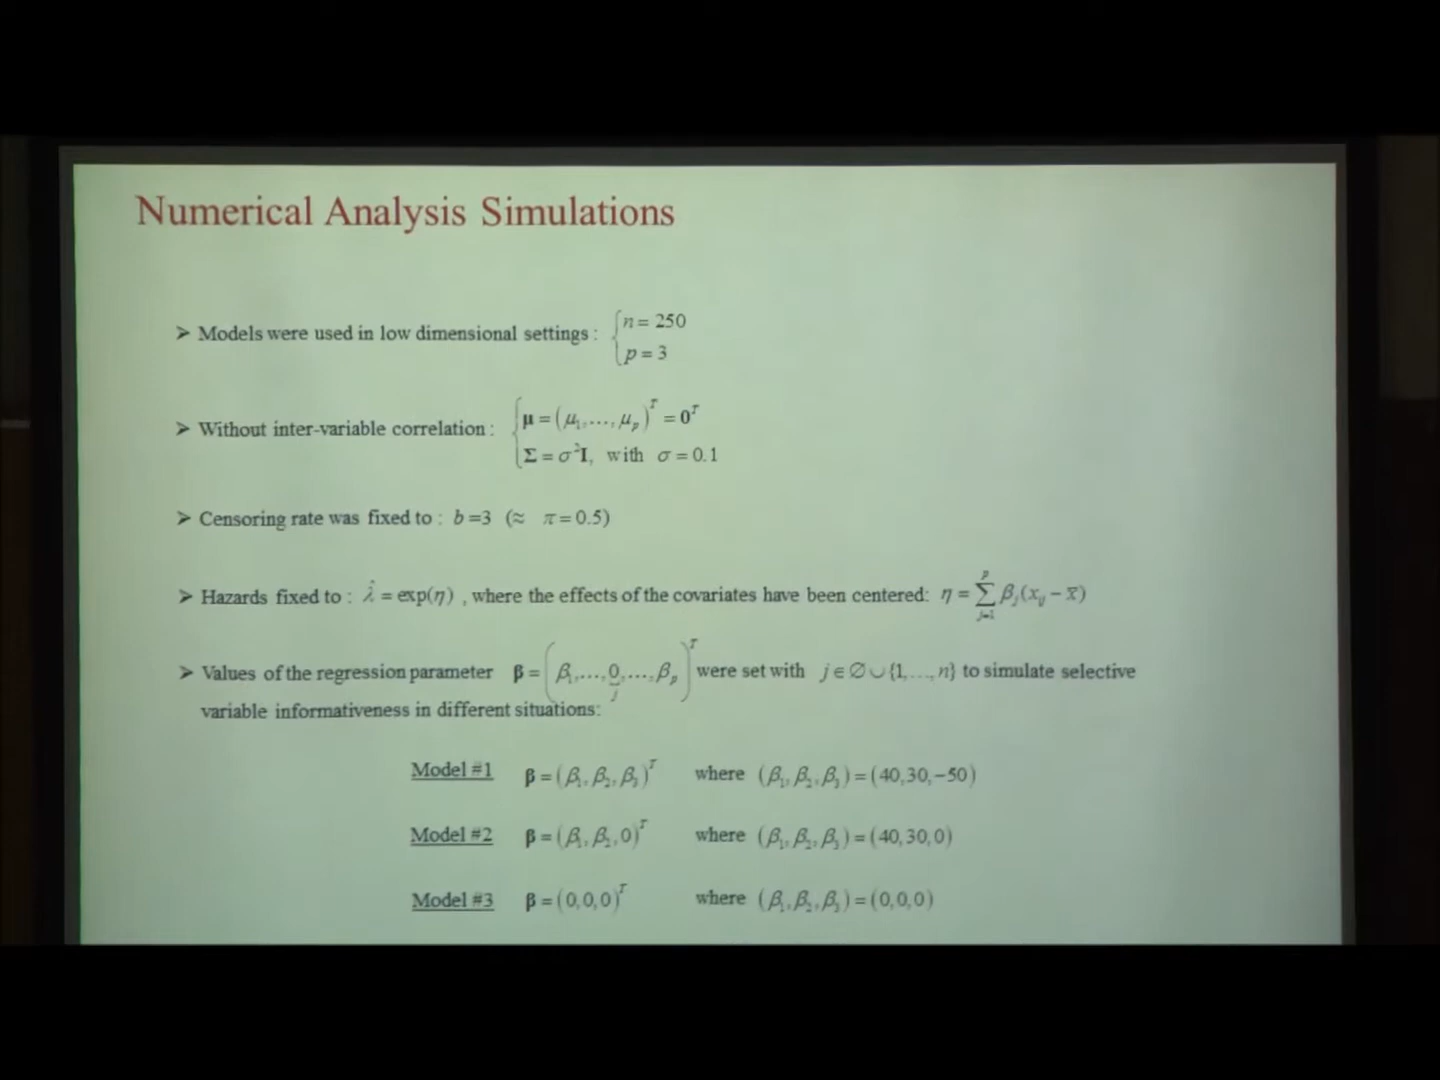 Numerical Analysis Simulations
➢ Models were used in low dimensional settings : { n = 250
p = 3
➢ Without inter-variable correlation : { μ = (μ₁,…,μₚ)ᵀ = 0ᵀ
Σ = σ²I, with σ = 0.1
➢ Censoring rate was fixed to : b =3 (≈ π = 0.5)
➢ Hazards fixed to : λ̂ = exp(η) , where the effects of the covariates have been centered: η = ∑ⱼ₌₁ᵖ βⱼ(xᵢⱼ − x̄)
➢ Values of the regression parameter β = (β₁,…,0,…,βₚ)ᵀ were set with j ∈ ∅ ∪ {1,…,n} to simulate selective
j
variable informativeness in different situations:
Model #1 β = (β₁, β₂, β₃)ᵀ where (β₁, β₂, β₃) = (40,30,−50)
Model #2 β = (β₁, β₂, 0)ᵀ where (β₁, β₂, β₃) = (40,30,0)
Model #3 β = (0,0,0)ᵀ where (β₁, β₂, β₃) = (0,0,0)